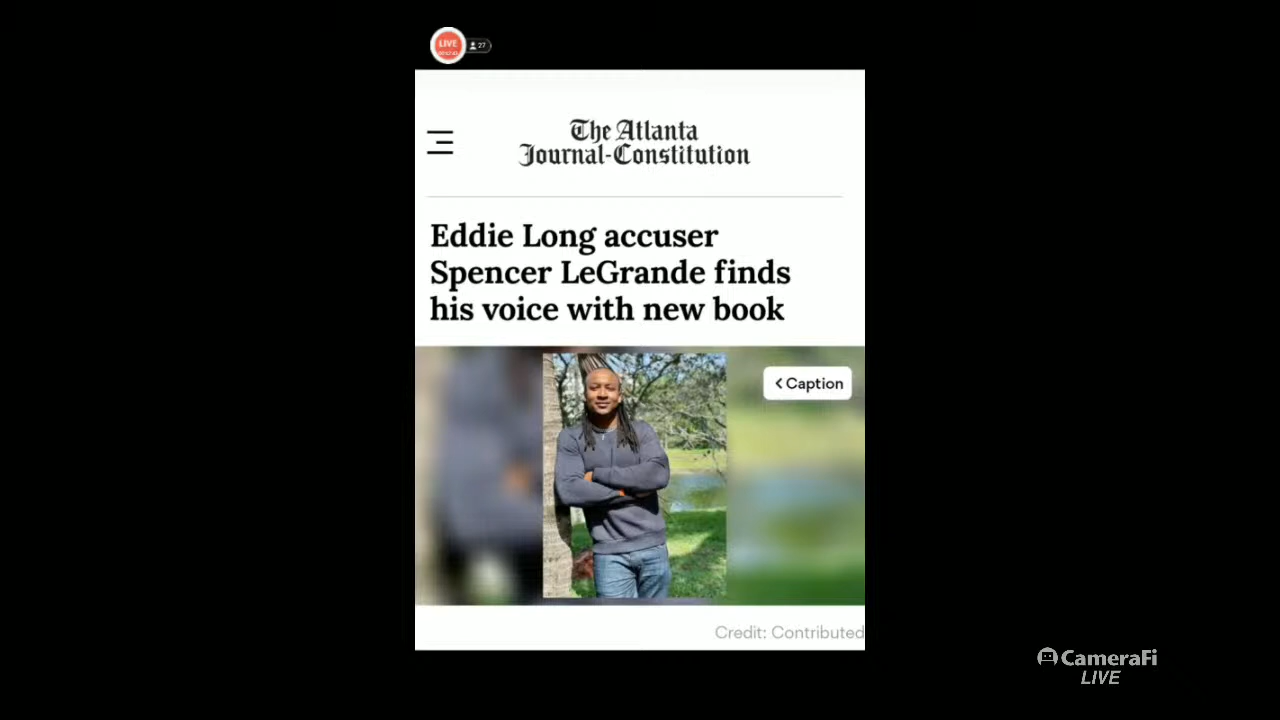 LIVE
27
The Atlanta
Journal-Constitution
Eddie Long accuser
Spencer LeGrande finds
his voice with new book
Caption
Credit: Contributed
CameraFi
LIVE